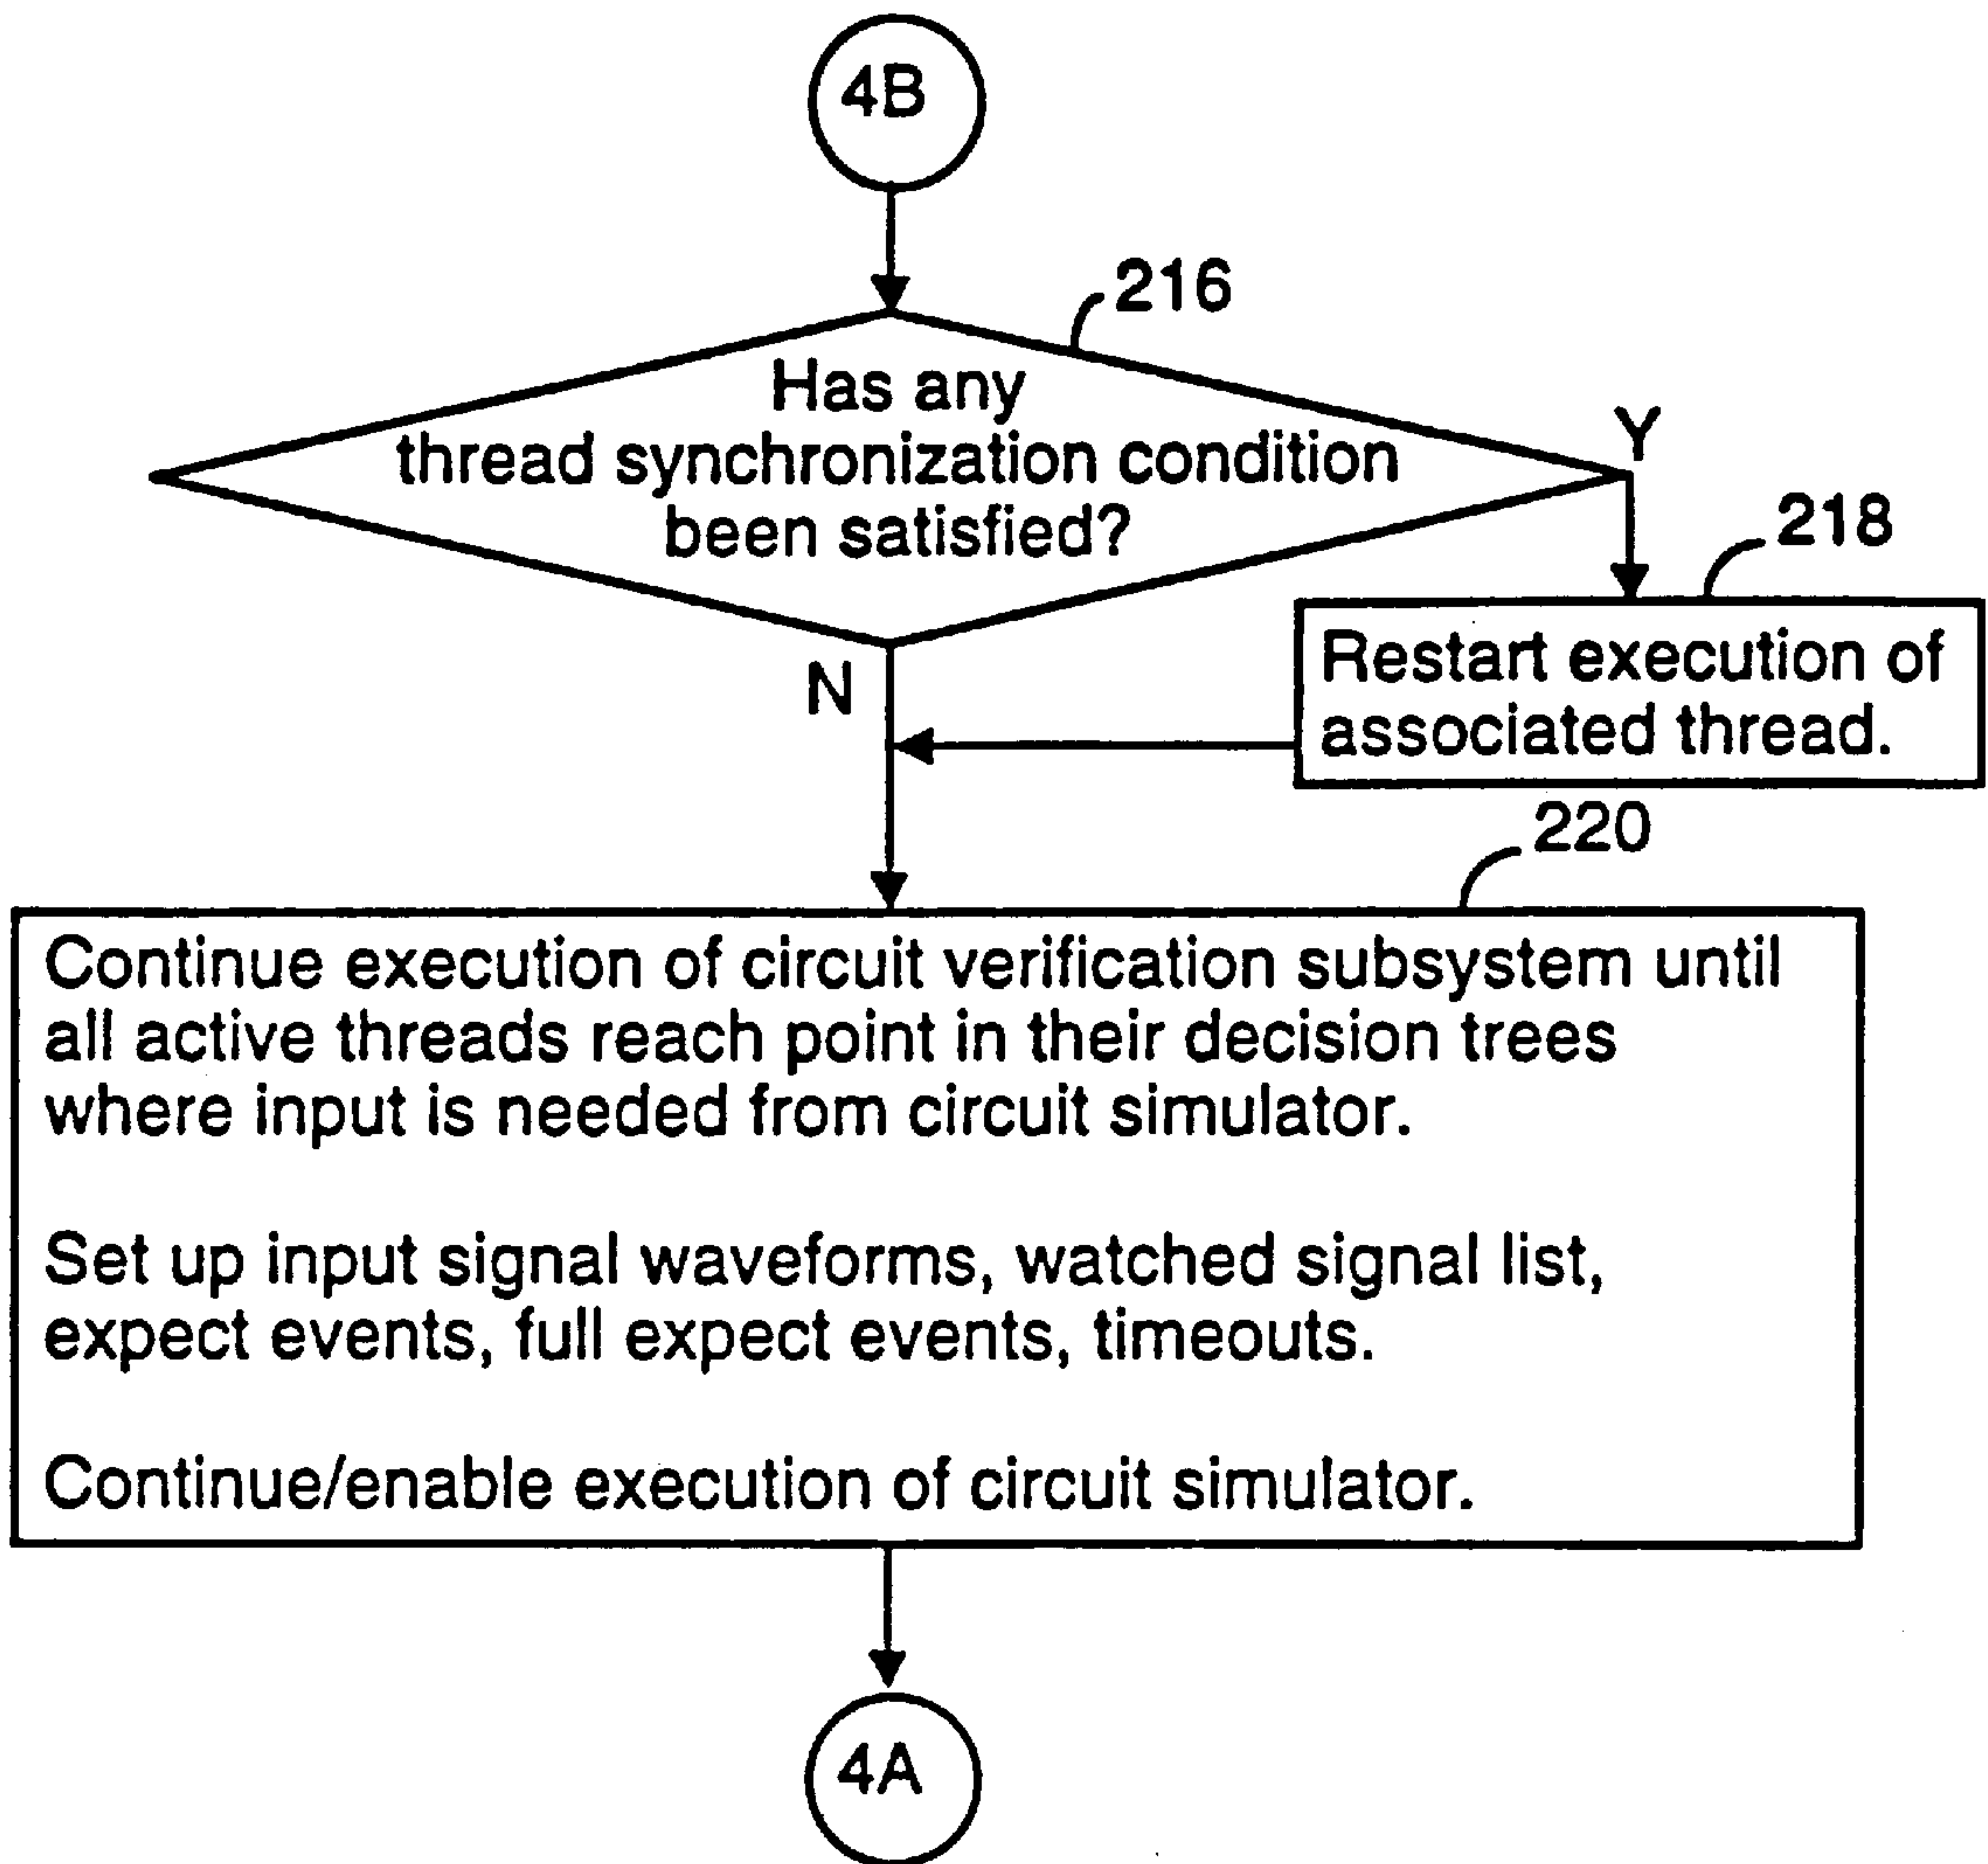 4B
216
Has any
thread synchronization condition
been satisfied?
Y
218
Restart execution of
associated thread.
N
220
Continue execution of circuit verification subsystem until
all active threads reach point in their decision trees
where input is needed from circuit simulator.
Set up input signal waveforms, watched signal list,
expect events, full expect events, timeouts.
Continue/enable execution of circuit simulator.
4A